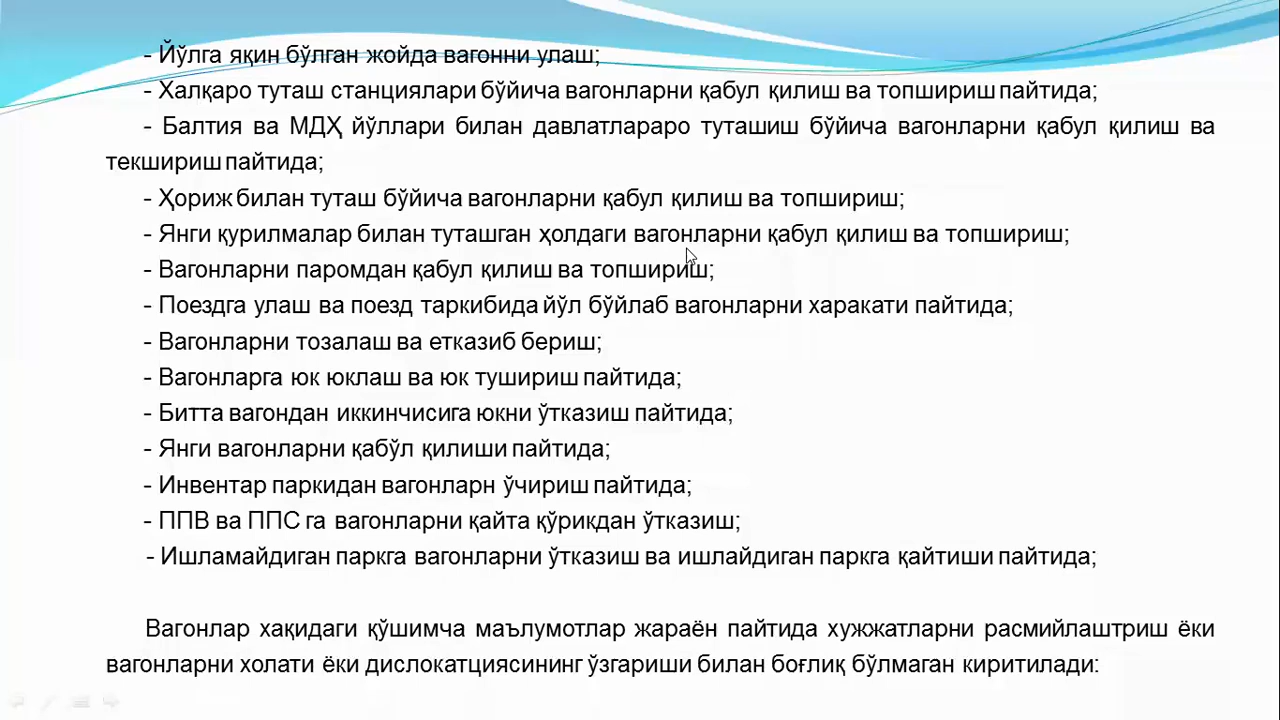 - Йўлга яқин бўлган жойда вагонни улаш;
- Халқаро туташ станциялари бўйича вагонларни қабул қилиш ва топшириш пайтида;
- Балтия ва МДҲ йўллари билан давлатлараро туташиш бўйича вагонларни қабул қилиш ва
текшириш пайтида;
- Ҳориж билан туташ бўйича вагонларни қабул қилиш ва топшириш;
- Янги қурилмалар билан туташган ҳолдаги вагонларни қабул қилиш ва топшириш;
- Вагонларни паромдан қабул қилиш ва топшириш;
- Поездга улаш ва поезд таркибида йўл бўйлаб вагонларни харакати пайтида;
- Вагонларни тозалаш ва етказиб бериш;
- Вагонларга юк юклаш ва юк тушириш пайтида;
- Битта вагондан иккинчисига юкни ўтказиш пайтида;
- Янги вагонларни қабўл қилиши пайтида;
- Инвентар паркидан вагонларн ўчириш пайтида;
- ППВ ва ППС га вагонларни қайта қўрикдан ўтказиш;
- Ишламайдиган паркга вагонларни ўтказиш ва ишлайдиган паркга қайтиши пайтида;
Вагонлар хақидаги қўшимча маълумотлар жараён пайтида хужжатларни расмийлаштриш ёки
вагонларни холати ёки дислокатциясининг ўзгариши билан боғлиқ бўлмаган киритилади: